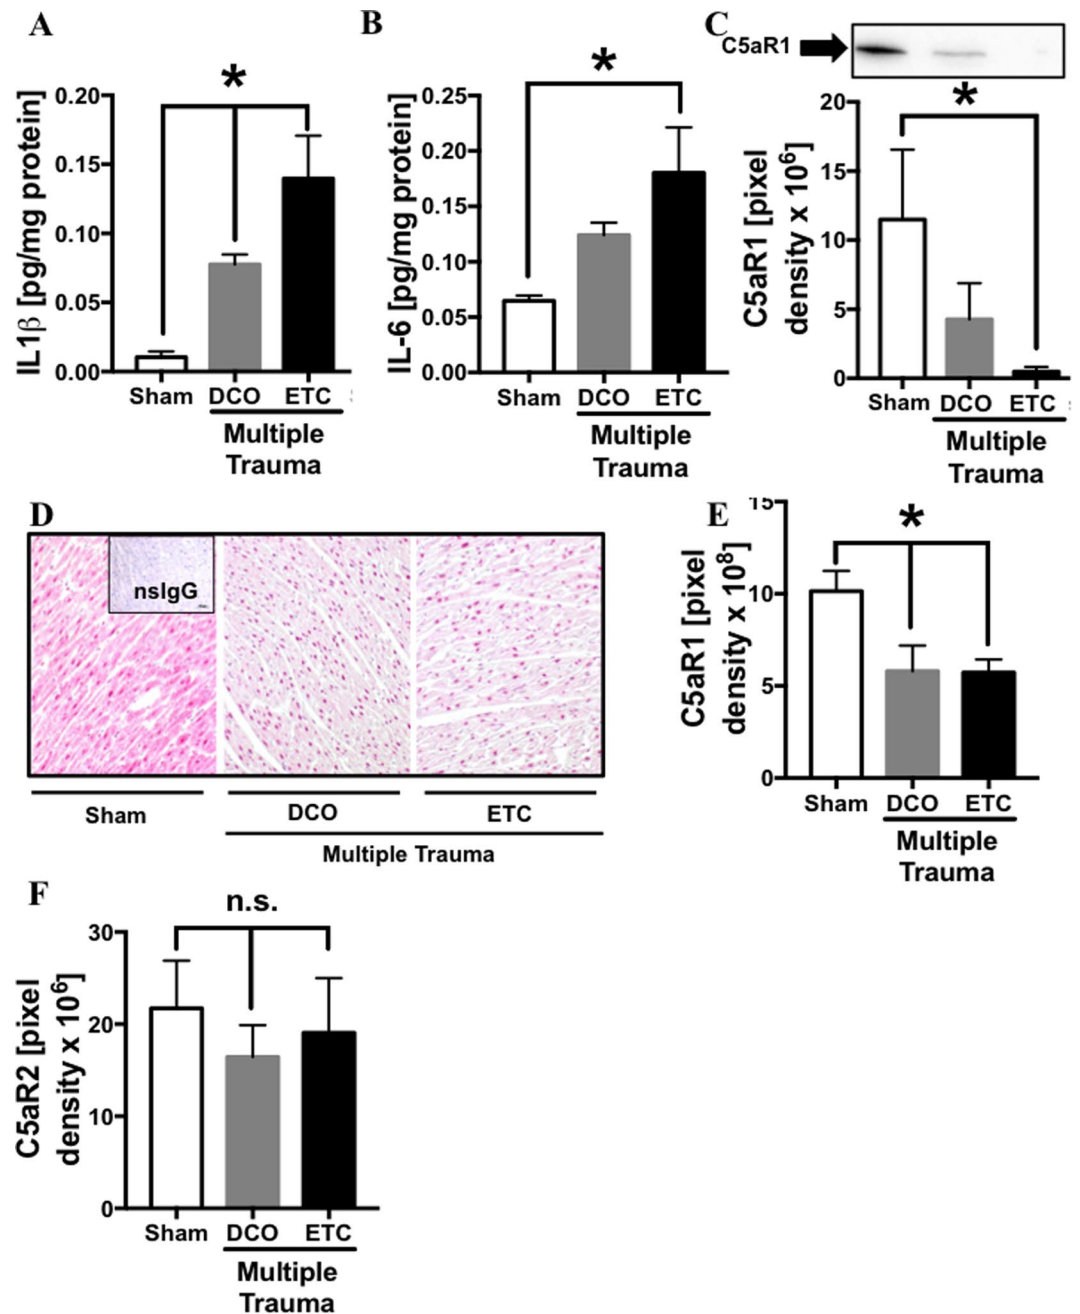 A
*
IL1β [pg/mg protein]
0.20
0.15
0.10
0.05
0.00
Sham DCO ETC
Multiple
Trauma
B
*
IL-6 [pg/mg protein]
0.25
0.20
0.15
0.10
0.05
0.00
Sham DCO ETC
Multiple
Trauma
C
C5aR1
*
C5aR1 [pixel
density x 10⁶]
20
15
10
5
0
Sham DCO ETC
Multiple
Trauma
D
nsIgG
Sham DCO ETC
Multiple Trauma
E
*
C5aR1 [pixel
density x 10⁸]
15
10
5
0
Sham DCO ETC
Multiple
Trauma
F
n.s.
C5aR2 [pixel
density x 10⁶]
30
20
10
0
Sham DCO ETC
Multiple
Trauma